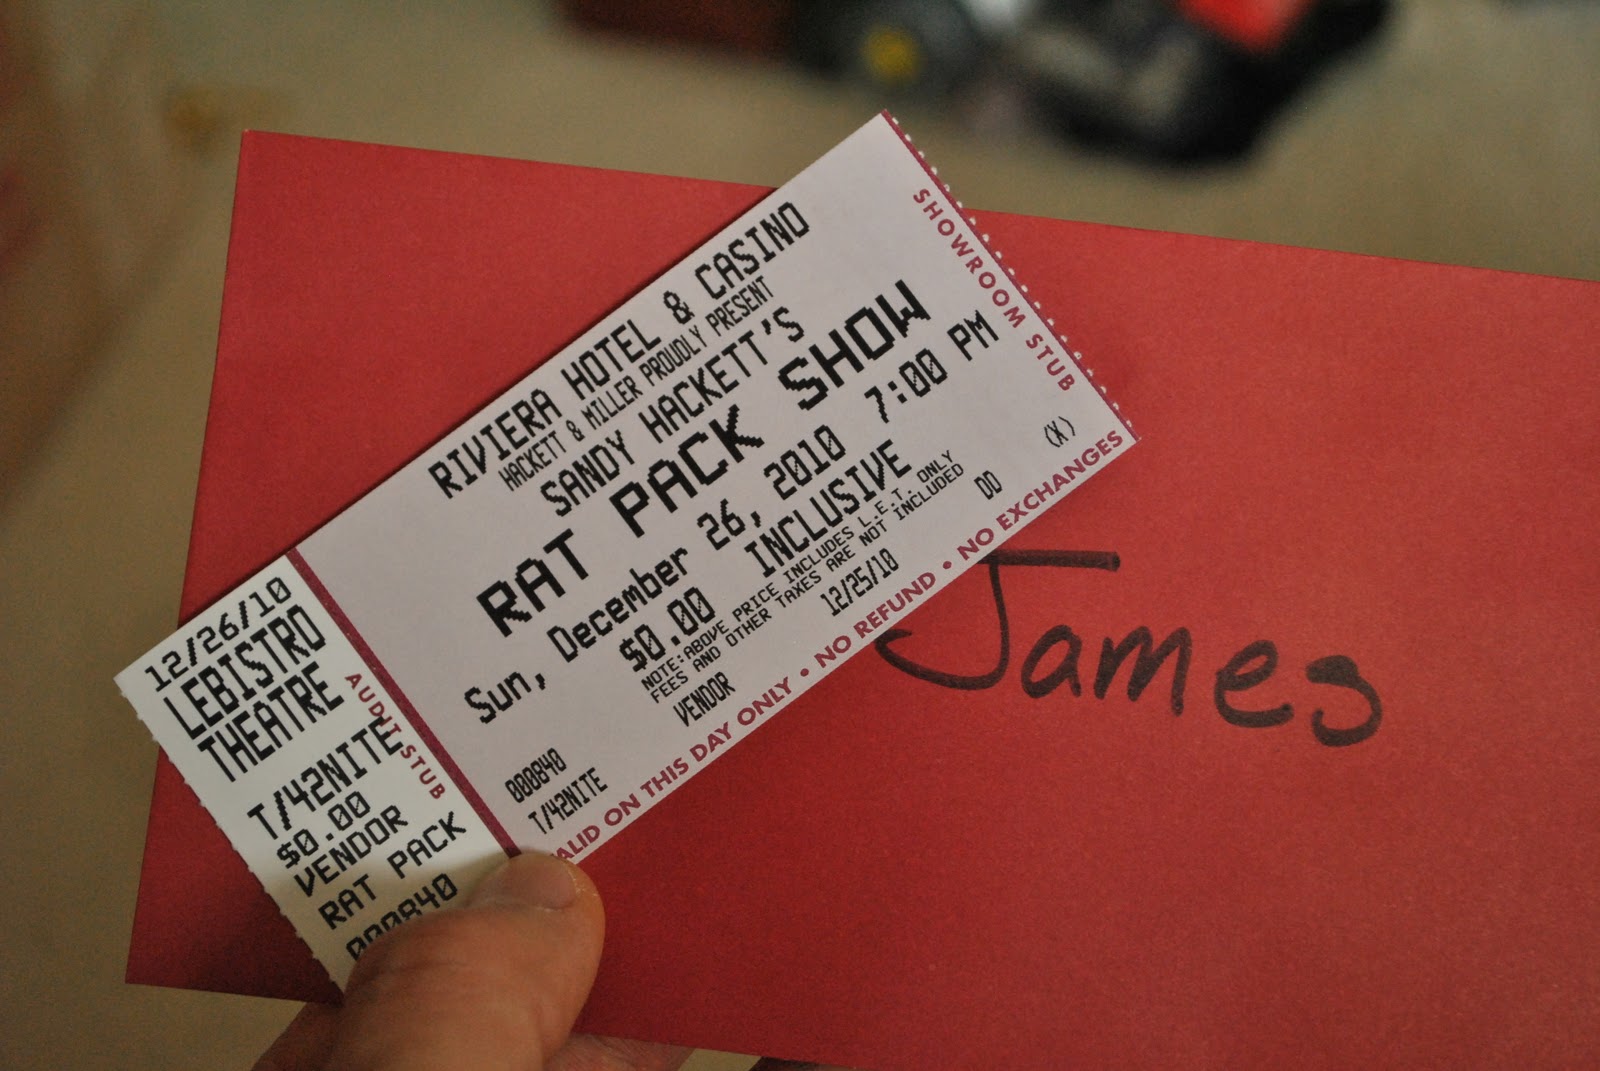 RIVIERA HOTEL & CASINO
HACKETT & MILLER PROUDLY PRESENT
SANDY HACKETT'S
RAT PACK SHOW
Sun, December 26, 2010 7:00 PM
$0.00 INCLUSIVE
NOTE:ABOVE PRICE INCLUDES L.E.T. ONLY
FEES AND OTHER TAXES ARE NOT INCLUDED
VENDOR 12/25/10 DD (X)
000840
T/42NITE
ALID ON THIS DAY ONLY • NO REFUND • NO EXCHANGES
SHOWROOM STUB
12/26/10
LEBISTRO
THEATRE
AUDIT STUB
T/42NITE
$0.00
VENDOR
RAT PACK
000840
James